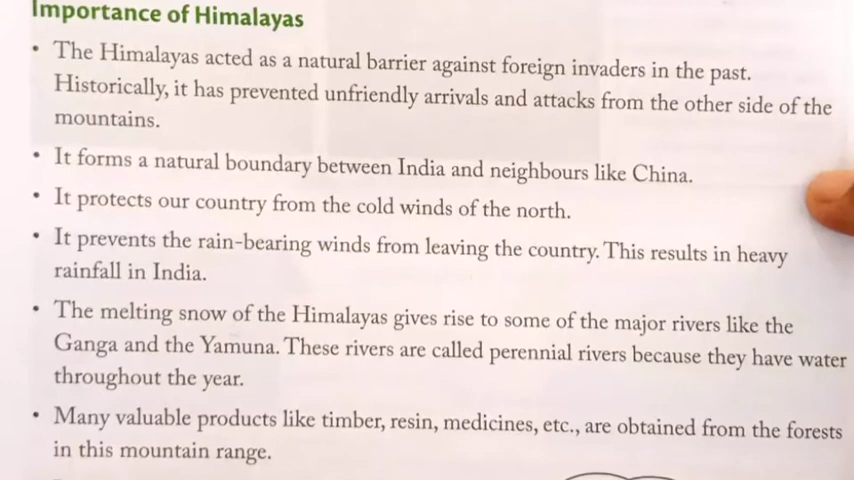 Importance of Himalayas
• The Himalayas acted as a natural barrier against foreign invaders in the past.
Historically, it has prevented unfriendly arrivals and attacks from the other side of the
mountains.
• It forms a natural boundary between India and neighbours like China.
• It protects our country from the cold winds of the north.
• It prevents the rain-bearing winds from leaving the country. This results in heavy
rainfall in India.
• The melting snow of the Himalayas gives rise to some of the major rivers like the
Ganga and the Yamuna. These rivers are called perennial rivers because they have water
throughout the year.
• Many valuable products like timber, resin, medicines, etc., are obtained from the forests
in this mountain range.